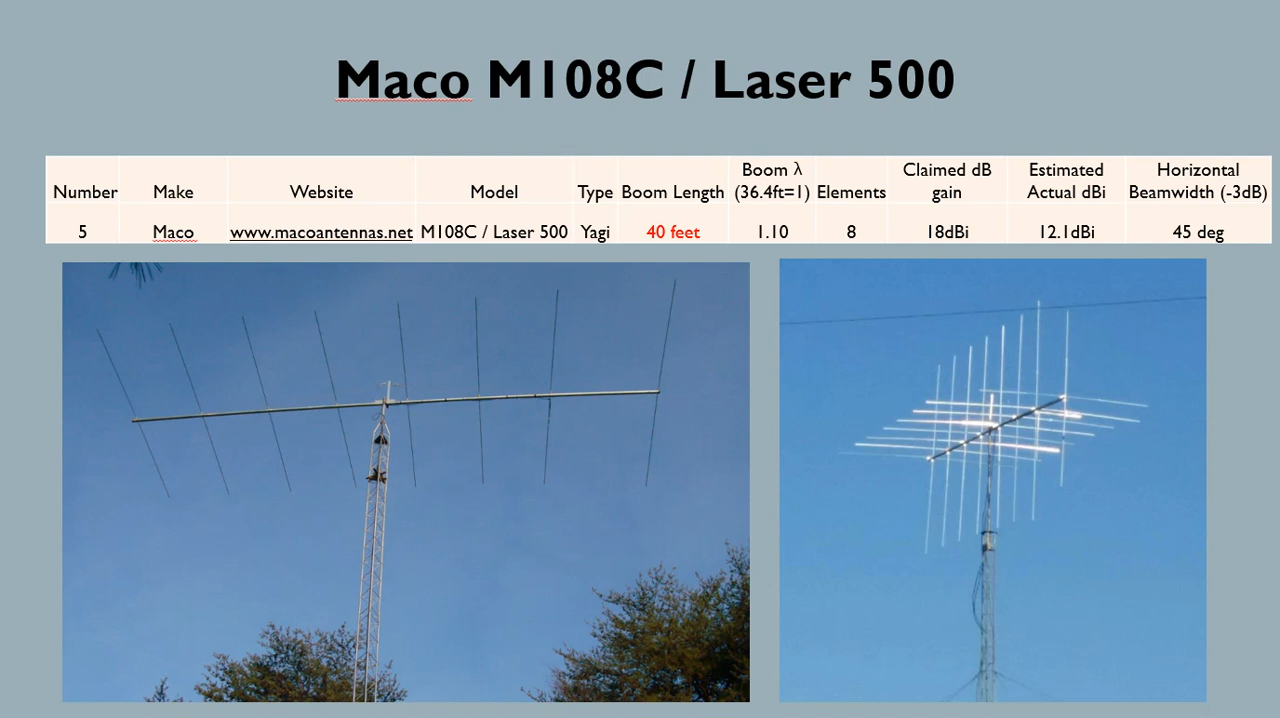 Maco M108C / Laser 500
Number Make Website Model Type Boom Length Boom λ (36.4ft=1) Elements Claimed dB gain Estimated Actual dBi Horizontal Beamwidth (-3dB)
5 Maco www.macoantennas.net M108C / Laser 500 Yagi 40 feet 1.10 8 18dBi 12.1dBi 45 deg